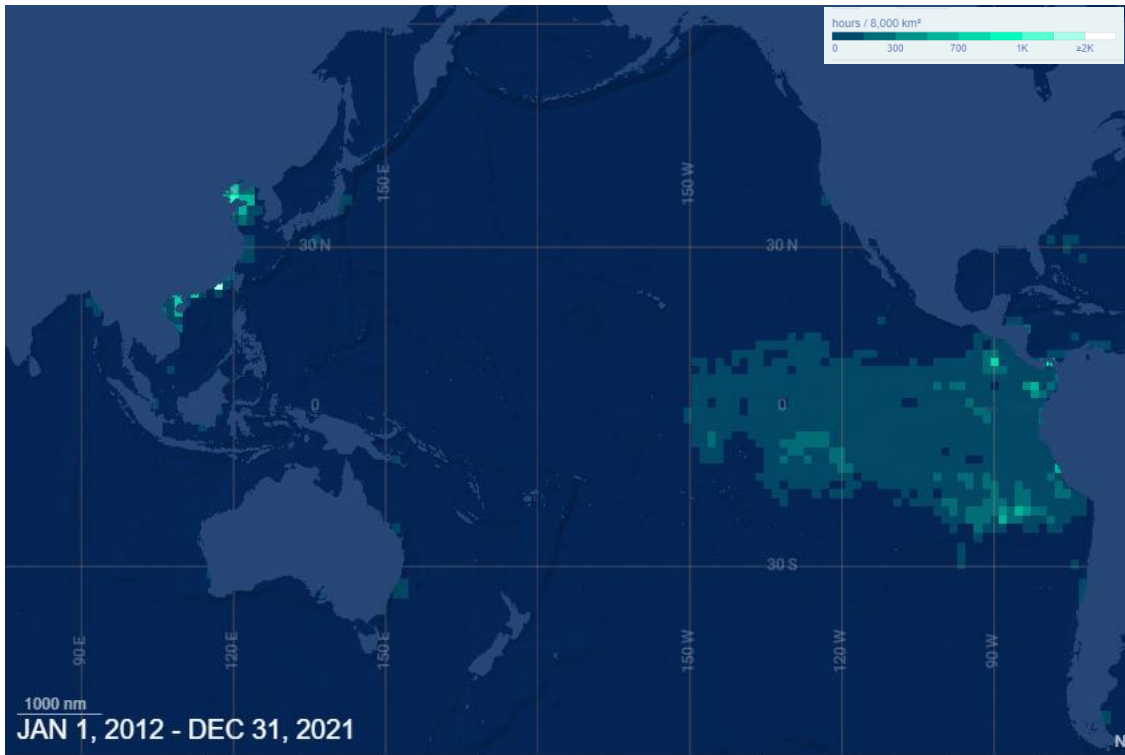 hours / 8,000 km²
0 300 700 1K ≥2K
150 E
150 W
30 N
30 N
0
0
30 S
90 E
120 E
150 E
150 W
120 W
90 W
1000 nm
JAN 1, 2012 - DEC 31, 2021
N